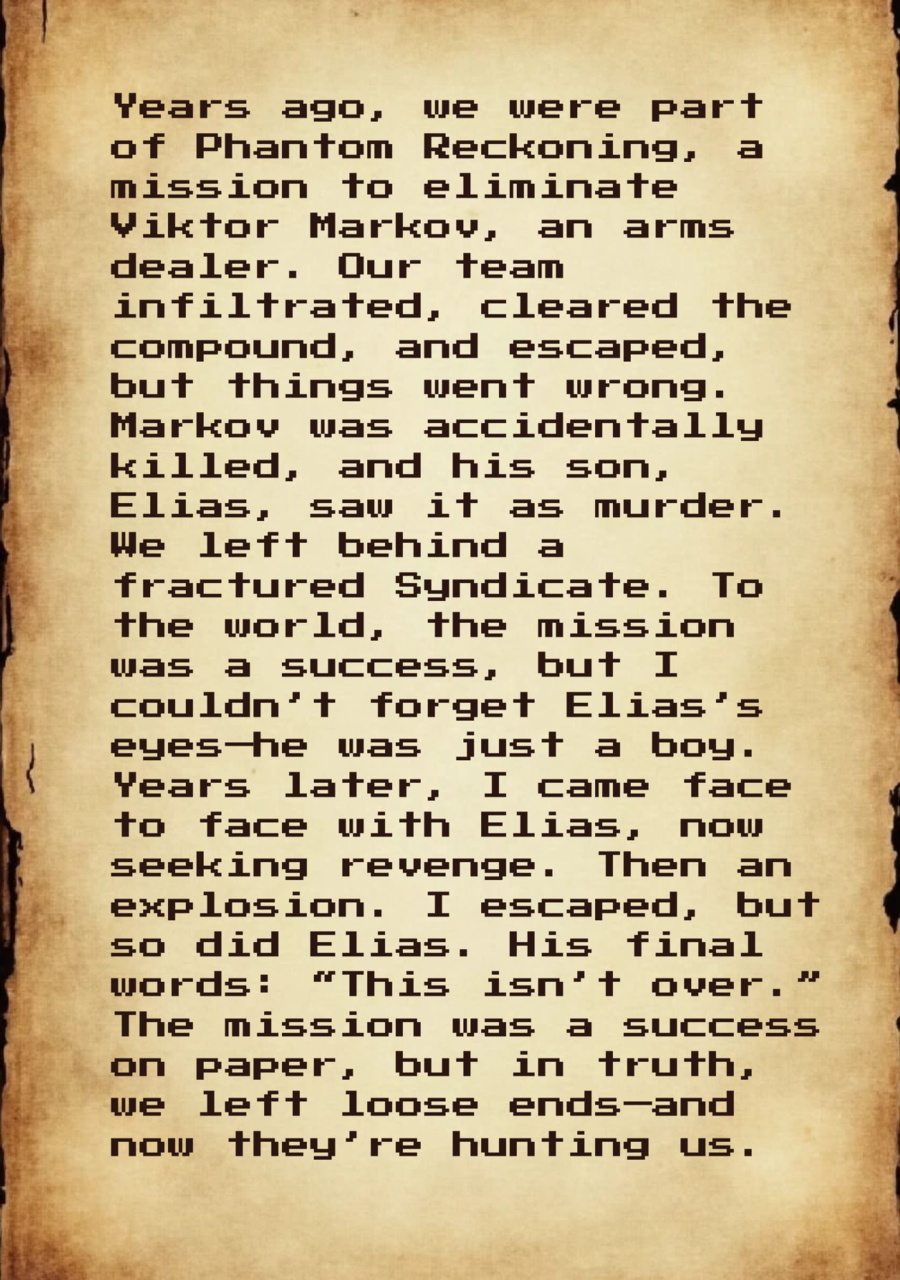 Years ago, we were part
of Phantom Reckoning, a
mission to eliminate
Viktor Markov, an arms
dealer. Our team
infiltrated, cleared the
compound, and escaped,
but things went wrong.
Markov was accidentally
killed, and his son,
Elias, saw it as murder.
We left behind a
fractured Syndicate. To
the world, the mission
was a success, but I
couldn’t forget Elias’s
eyes—he was just a boy.
Years later, I came face
to face with Elias, now
seeking revenge. Then an
explosion. I escaped, but
so did Elias. His final
words: “This isn’t over.”
The mission was a success
on paper, but in truth,
we left loose ends—and
now they’re hunting us.